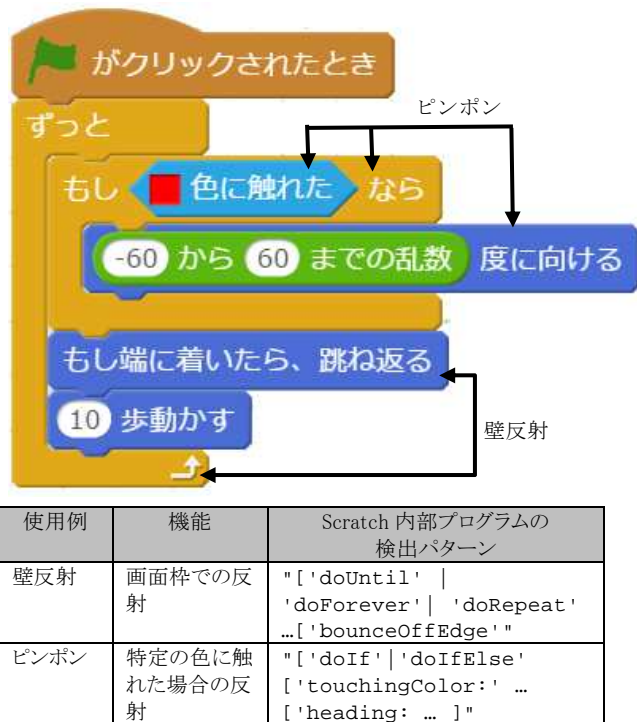 がクリックされたとき
ピンポン
ずっと
もし 色に触れた なら
-60 から 60 までの乱数 度に向ける
もし端に着いたら、跳ね返る
10 歩動かす
壁反射
使用例 機能 Scratch 内部プログラムの
検出パターン
壁反射 画面枠での反 "['doUntil' |
射 'doForever'| 'doRepeat'
…['bounceOffEdge'"
ピンポン 特定の色に触 "['doIf'|'doIfElse'
れた場合の反 ['touchingColor:' …
射 ['heading: … ]"